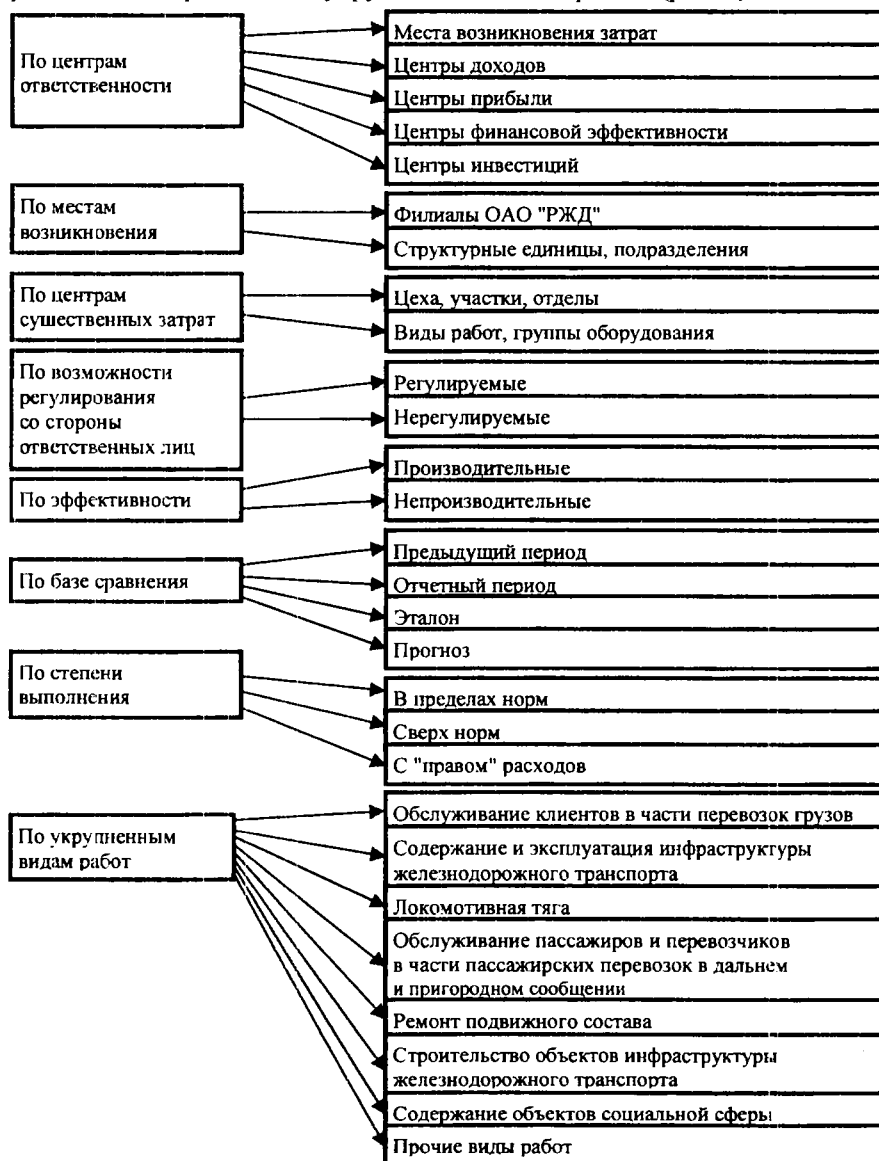 По центрам
ответственности
Места возникновения затрат
Центры доходов
Центры прибыли
Центры финансовой эффективности
Центры инвестиций
По местам
возникновения
Филиалы ОАО "РЖД"
Структурные единицы, подразделения
По центрам
существенных затрат
Цеха, участки, отделы
Виды работ, группы оборудования
По возможности
регулирования
со стороны
ответственных лиц
Регулируемые
Нерегулируемые
По эффективности
Производительные
Непроизводительные
По базе сравнения
Предыдущий период
Отчетный период
Эталон
Прогноз
По степени
выполнения
В пределах норм
Сверх норм
С "правом" расходов
По укрупненным
видам работ
Обслуживание клиентов в части перевозок грузов
Содержание и эксплуатация инфраструктуры
железнодорожного транспорта
Локомотивная тяга
Обслуживание пассажиров и перевозчиков
в части пассажирских перевозок в дальнем
и пригородном сообщении
Ремонт подвижного состава
Строительство объектов инфраструктуры
железнодорожного транспорта
Содержание объектов социальной сферы
Прочие виды работ